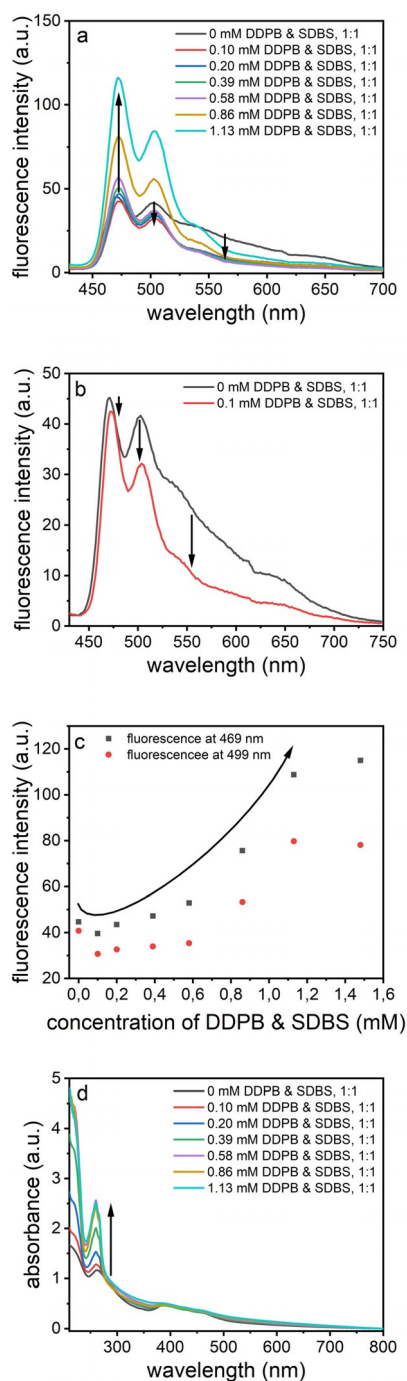 a
0 mM DDPB & SDBS, 1:1
0.10 mM DDPB & SDBS, 1:1
0.20 mM DDPB & SDBS, 1:1
0.39 mM DDPB & SDBS, 1:1
0.58 mM DDPB & SDBS, 1:1
0.86 mM DDPB & SDBS, 1:1
1.13 mM DDPB & SDBS, 1:1
fluorescence intensity (a.u.)
150
100
50
0
450 500 550 600 650 700
wavelength (nm)
b
0 mM DDPB & SDBS, 1:1
0.1 mM DDPB & SDBS, 1:1
fluorescence intensity (a.u.)
50
40
30
20
10
0
450 500 550 600 650 700 750
wavelength (nm)
c
fluorescence at 469 nm
fluorescencee at 499 nm
fluorescence intensity (a.u.)
120
100
80
60
40
20
0,0 0,2 0,4 0,6 0,8 1,0 1,2 1,4 1,6
concentration of DDPB & SDBS (mM)
d
0 mM DDPB & SDBS, 1:1
0.10 mM DDPB & SDBS, 1:1
0.20 mM DDPB & SDBS, 1:1
0.39 mM DDPB & SDBS, 1:1
0.58 mM DDPB & SDBS, 1:1
0.86 mM DDPB & SDBS, 1:1
1.13 mM DDPB & SDBS, 1:1
absorbance (a.u.)
5
4
3
2
1
0
300 400 500 600 700 800
wavelength (nm)